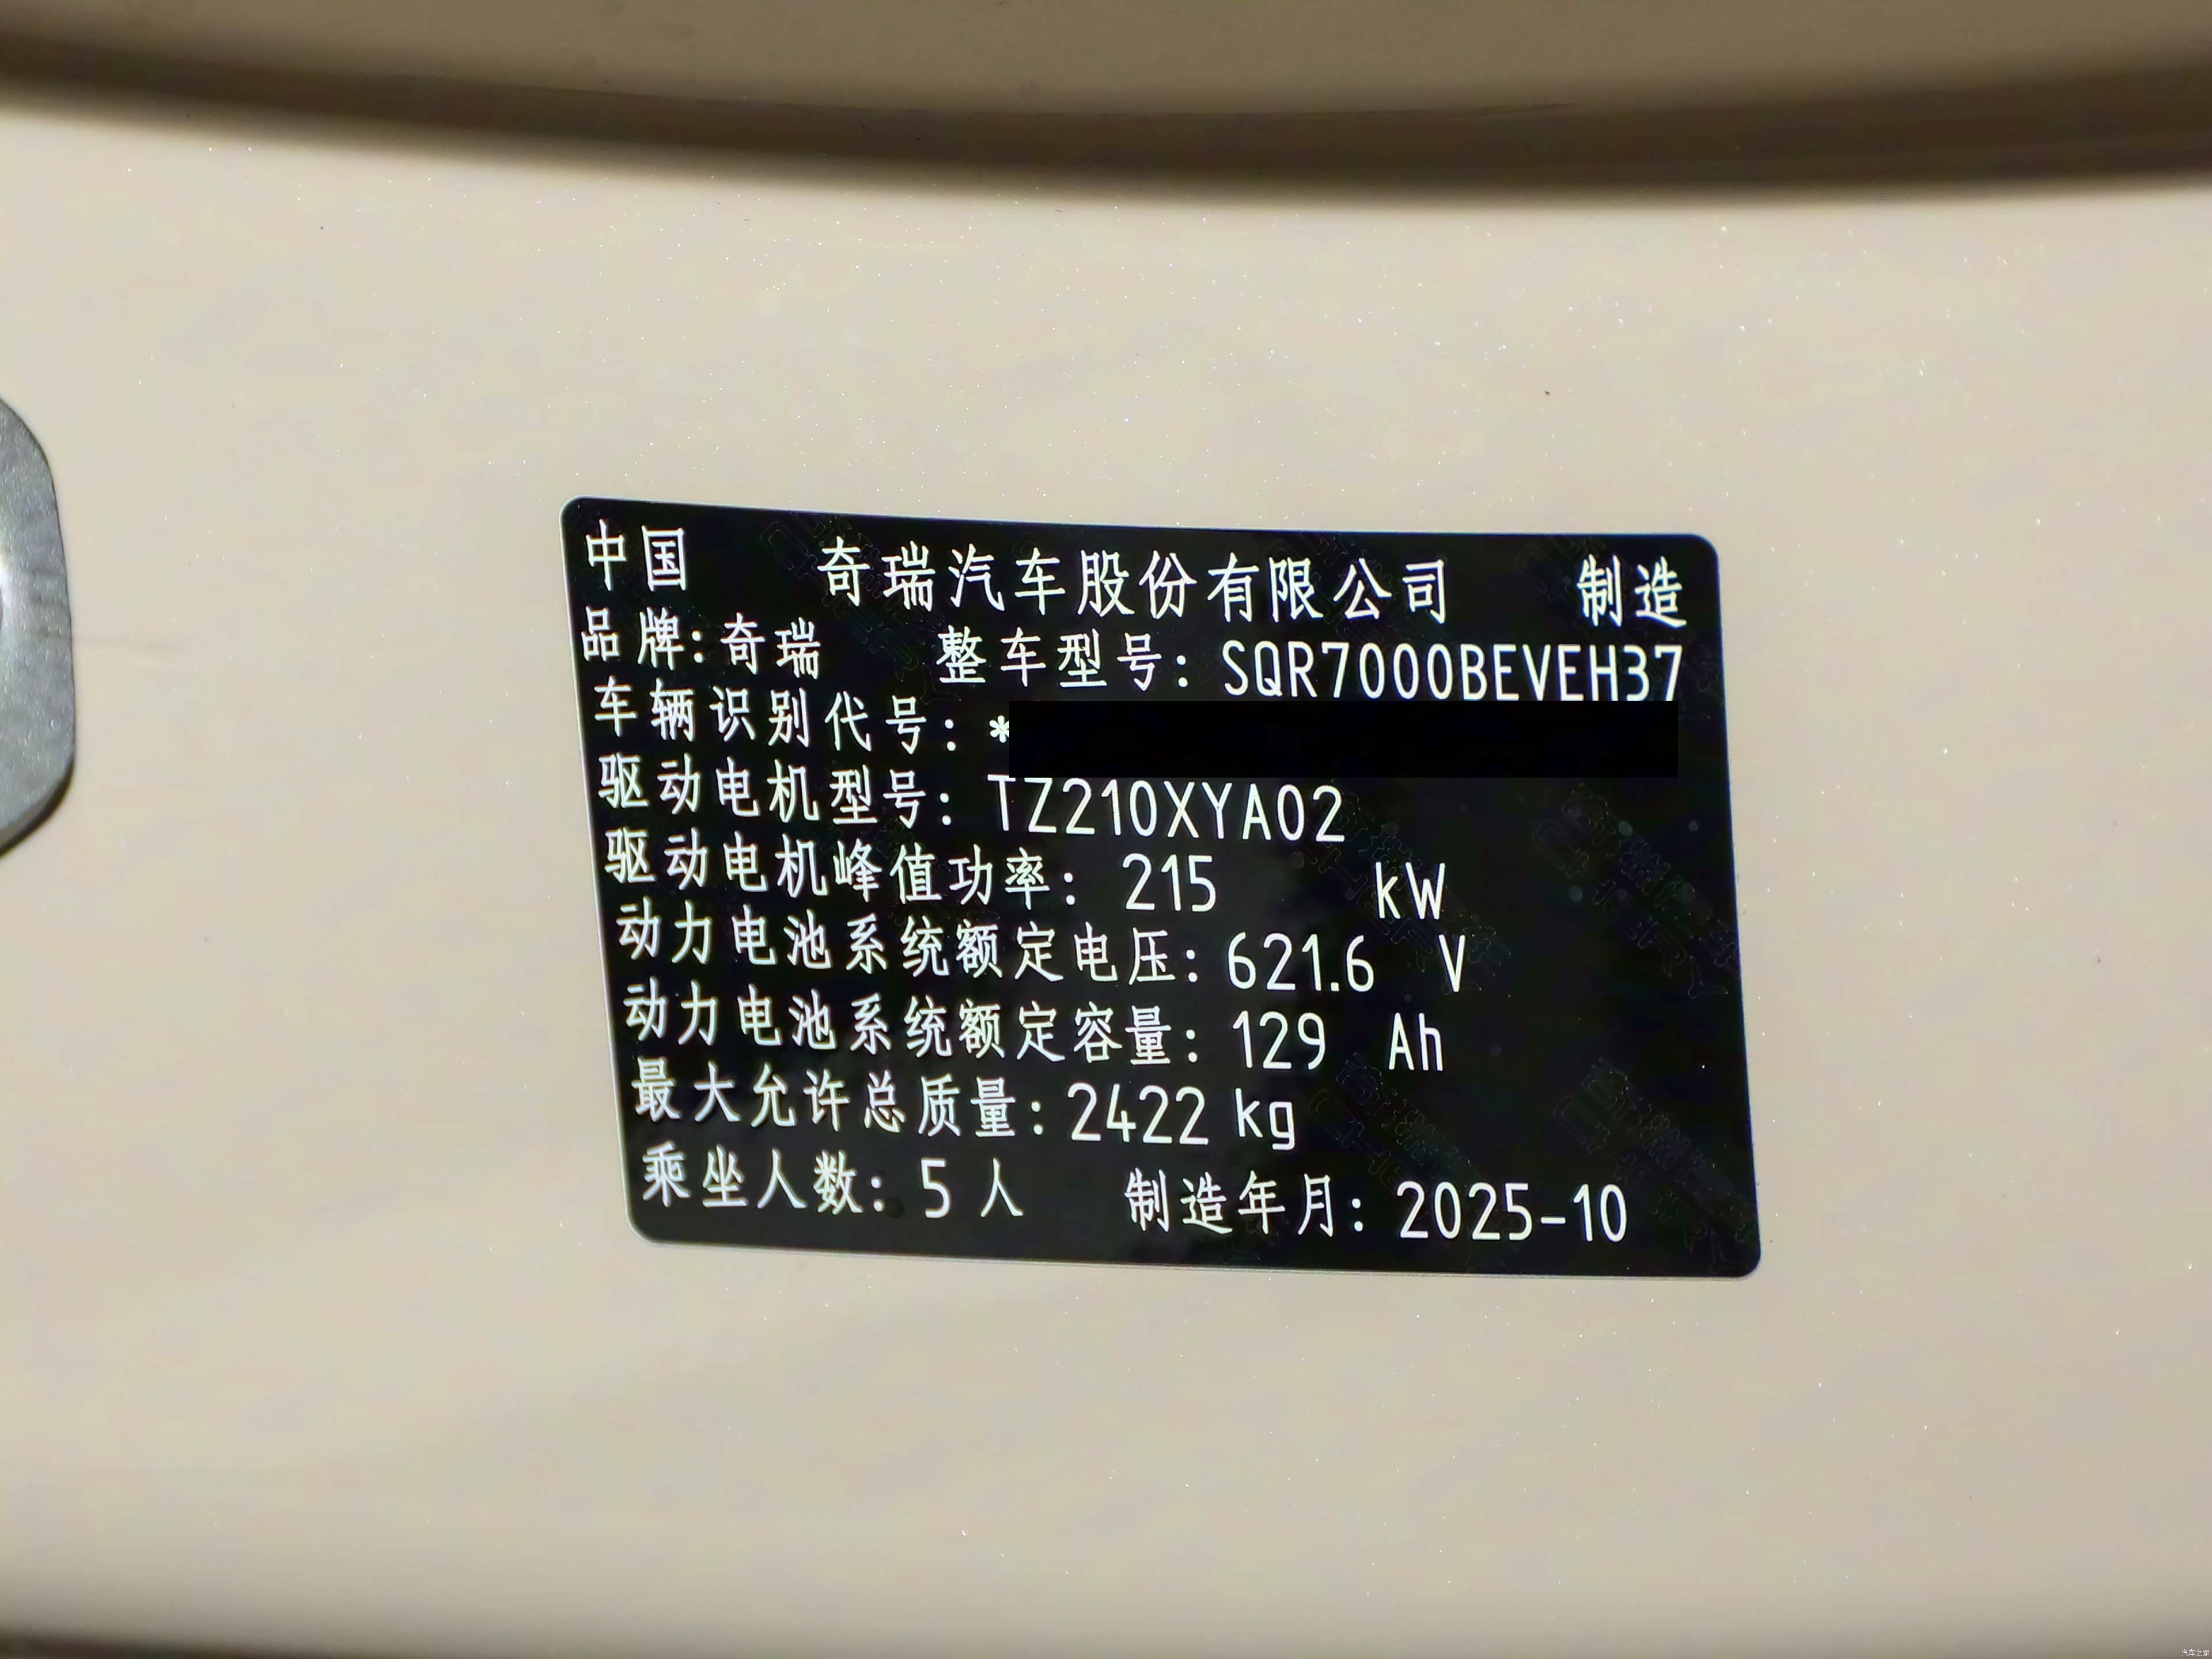 中国 奇瑞汽车股份有限公司 制造
品牌:奇瑞 整车型号:SQR7000BEVEH37
车辆识别代号:*
驱动电机型号:TZ210XYA02
驱动电机峰值功率:215 kW
动力电池系统额定电压:621.6 V
动力电池系统额定容量:129 Ah
最大允许总质量:2422 kg
乘坐人数:5人 制造年月:2025-10
汽车之家